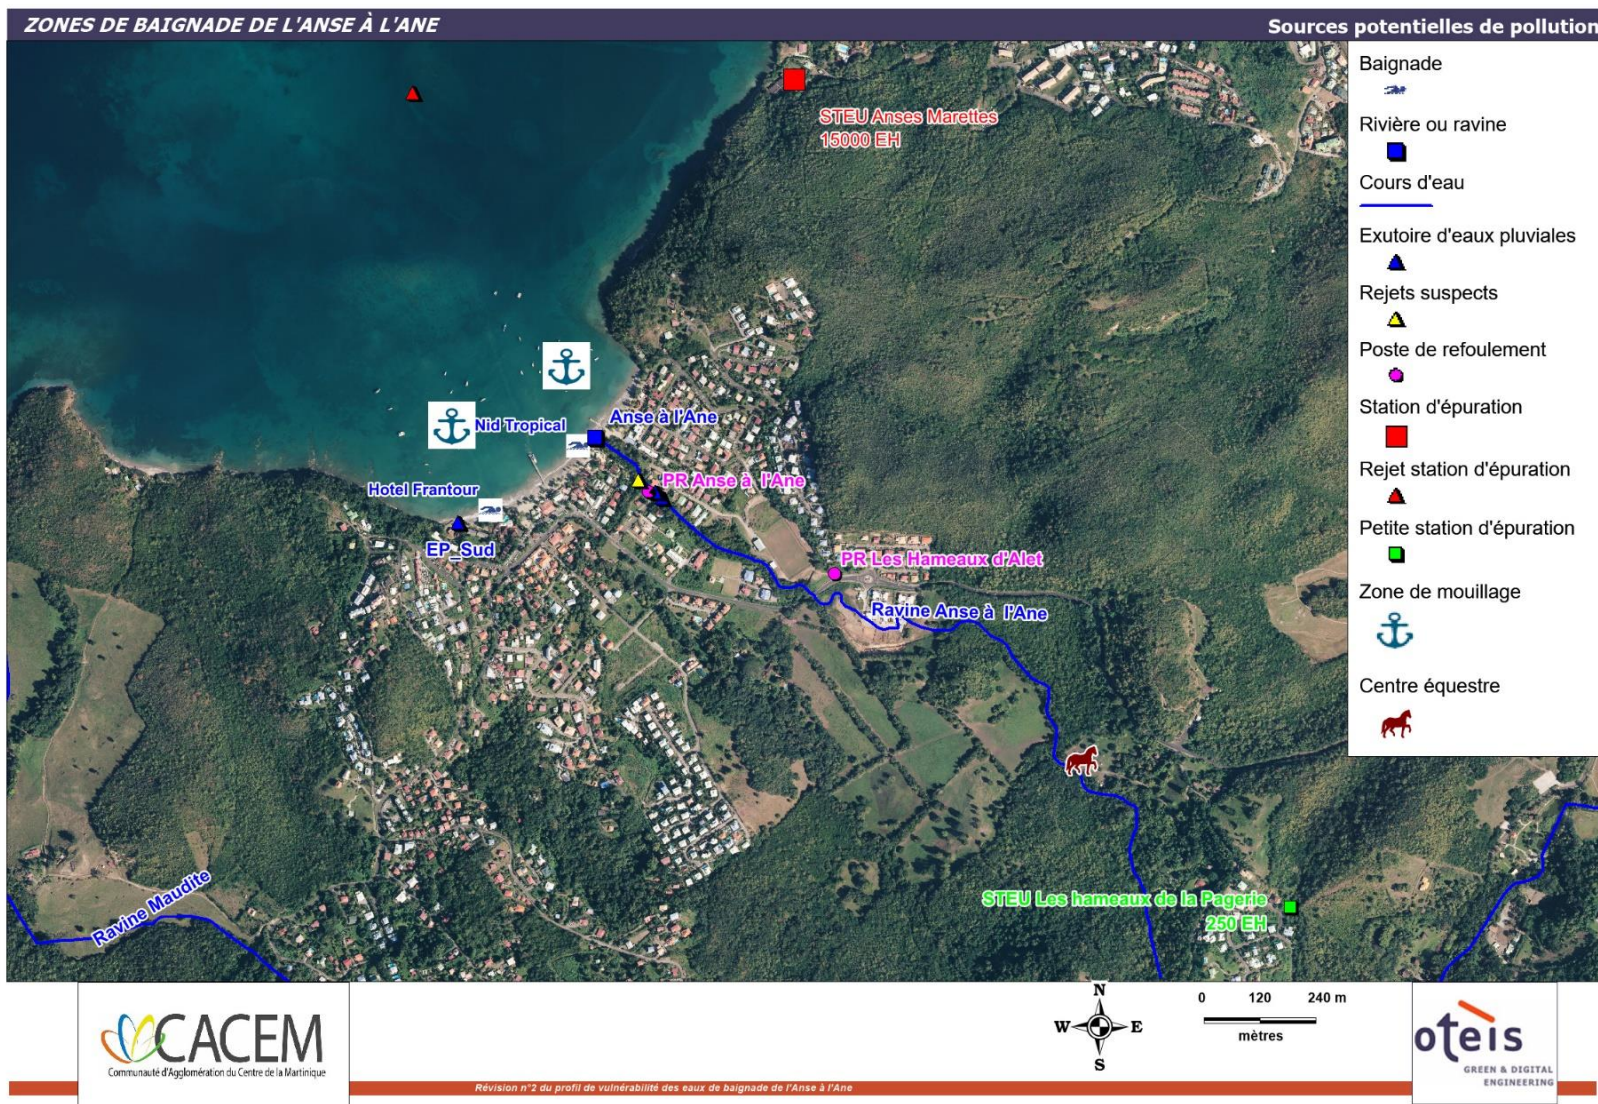 ZONES DE BAIGNADE DE L'ANSE À L'ANE
Sources potentielles de pollution
Baignade
Rivière ou ravine
Cours d'eau
Exutoire d'eaux pluviales
Rejets suspects
Poste de refoulement
Station d'épuration
Rejet station d'épuration
Petite station d'épuration
Zone de mouillage
Centre équestre
STEU Anses Marettes
15000 EH
Anse à l'Ane
Nid Tropical
PR Anse à l'Ane
Hotel Frantour
EP_Sud
PR Les Hameaux d'Alet
Ravine Anse à l'Ane
STEU Les hameaux de la Pagerie
250 EH
Ravine Maudite
CACEM
Communauté d'Agglomération du Centre de la Martinique
N
W E
S
0 120 240 m
mètres
oteis
GREEN & DIGITAL
ENGINEERING
Révision n°2 du profil de vulnérabilité des eaux de baignade de l'Anse à l'Ane